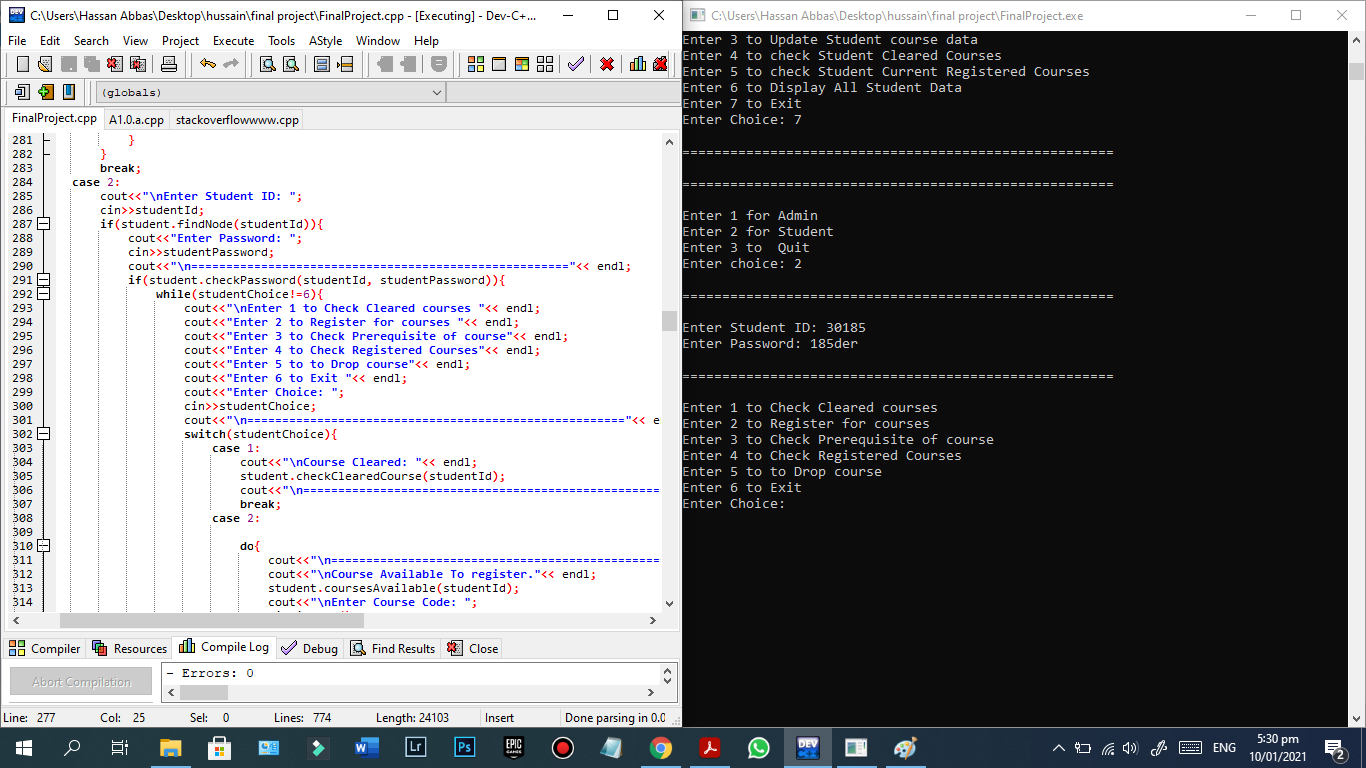 C:\Users\Hassan Abbas\Desktop\hussain\final project\FinalProject.cpp - [Executing] - Dev-C+...
File Edit Search View Project Execute Tools AStyle Window Help
(globals)
FinalProject.cpp A1.0.a.cpp stackoverflowwww.cpp
281 }
282 }
283 break;
284 case 2:
285 cout<<"\nEnter Student ID: ";
286 cin>>studentId;
287 if(student.findNode(studentId)){
288 cout<<"Enter Password: ";
289 cin>>studentPassword;
290 cout<<"\n======================================================"<< endl;
291 if(student.checkPassword(studentId, studentPassword)){
292 while(studentChoice!=6){
293 cout<<"\nEnter 1 to Check Cleared courses "<< endl;
294 cout<<"Enter 2 to Register for courses "<< endl;
295 cout<<"Enter 3 to Check Prerequisite of course"<< endl;
296 cout<<"Enter 4 to Check Registered Courses"<< endl;
297 cout<<"Enter 5 to to Drop course"<< endl;
298 cout<<"Enter 6 to Exit "<< endl;
299 cout<<"Enter Choice: ";
300 cin>>studentChoice;
301 cout<<"\n======================================================"<< e
302 switch(studentChoice){
303 case 1:
304 cout<<"\nCourse Cleared: "<< endl;
305 student.checkClearedCourse(studentId);
306 cout<<"\n===================================================
307 break;
308 case 2:
309
310 do{
311 cout<<"\n===============================================
312 cout<<"\nCourse Available To register."<< endl;
313 student.coursesAvailable(studentId);
314 cout<<"\nEnter Course Code: ";
Compiler Resources Compile Log Debug Find Results Close
Abort Compilation
- Errors: 0
Line: 277 Col: 25 Sel: 0 Lines: 774 Length: 24103 Insert Done parsing in 0.0
C:\Users\Hassan Abbas\Desktop\hussain\final project\FinalProject.exe
Enter 3 to Update Student course data
Enter 4 to check Student Cleared Courses
Enter 5 to check Student Current Registered Courses
Enter 6 to Display All Student Data
Enter 7 to Exit
Enter Choice: 7
======================================================
======================================================
Enter 1 for Admin
Enter 2 for Student
Enter 3 to  Quit
Enter choice: 2
======================================================
Enter Student ID: 30185
Enter Password: 185der
======================================================
Enter 1 to Check Cleared courses
Enter 2 to Register for courses
Enter 3 to Check Prerequisite of course
Enter 4 to Check Registered Courses
Enter 5 to to Drop course
Enter 6 to Exit
Enter Choice:
W Lr Ps EPIC GAMES DEV
ENG
5:30 pm
10/01/2021
2